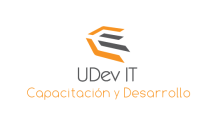 UDev IT
Capacitación y Desarrollo